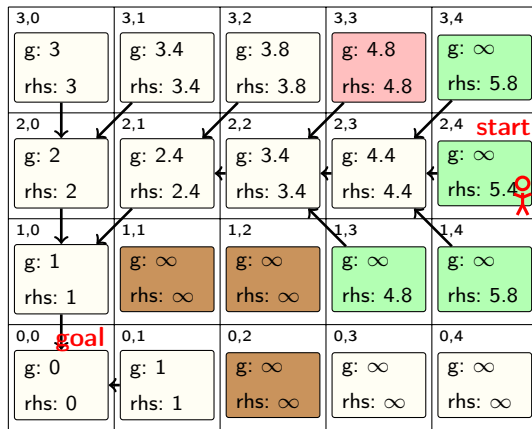 3,0 3,1 3,2 3,3 3,4
g: 3 g: 3.4 g: 3.8 g: 4.8 g: ∞
rhs: 3 rhs: 3.4 rhs: 3.8 rhs: 4.8 rhs: 5.8
2,0 2,1 2,2 2,3 2,4 start
g: 2 g: 2.4 g: 3.4 g: 4.4 g: ∞
rhs: 2 rhs: 2.4 rhs: 3.4 rhs: 4.4 rhs: 5.4
1,0 1,1 1,2 1,3 1,4
g: 1 g: ∞ g: ∞ g: ∞ g: ∞
rhs: 1 rhs: ∞ rhs: ∞ rhs: 4.8 rhs: 5.8
0,0 goal 0,1 0,2 0,3 0,4
g: 0 g: 1 g: ∞ g: ∞ g: ∞
rhs: 0 rhs: 1 rhs: ∞ rhs: ∞ rhs: ∞